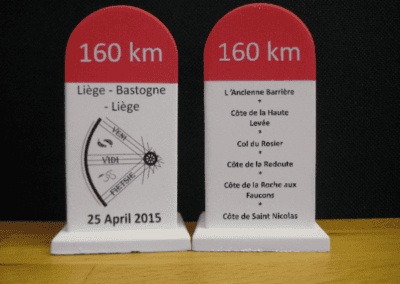 160 km
Liège - Bastogne
- Liège
VENI
VIDI
FIETSIE
25 April 2015
160 km
L 'Ancienne Barrière
+
Côte de la Haute
Levée
+
Col du Rosier
+
Côte de la Redoute
+
Côte de la Roche aux
Faucons
+
Côte de Saint Nicolas